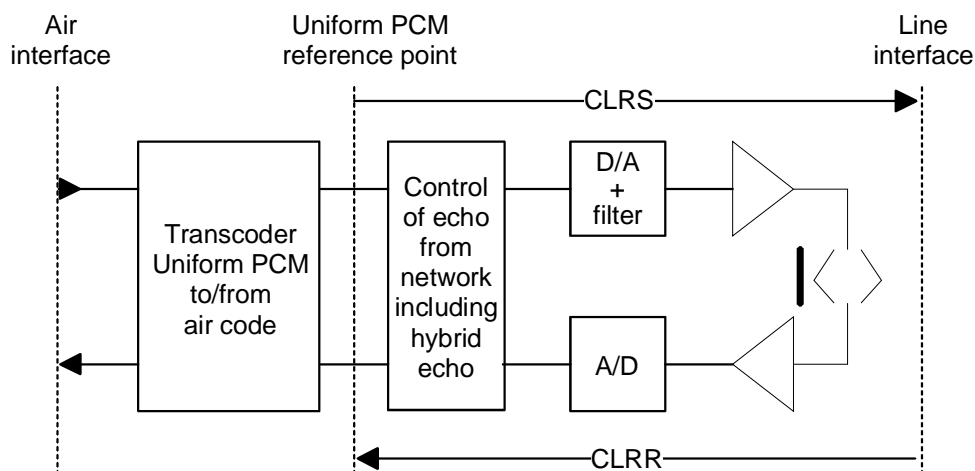 Air
interface
Uniform PCM
reference point
Line
interface
CLRS
Transcoder
Uniform PCM
to/from
air code
Control
of echo
from
network
including
hybrid
echo
D/A
+
filter
A/D
CLRR